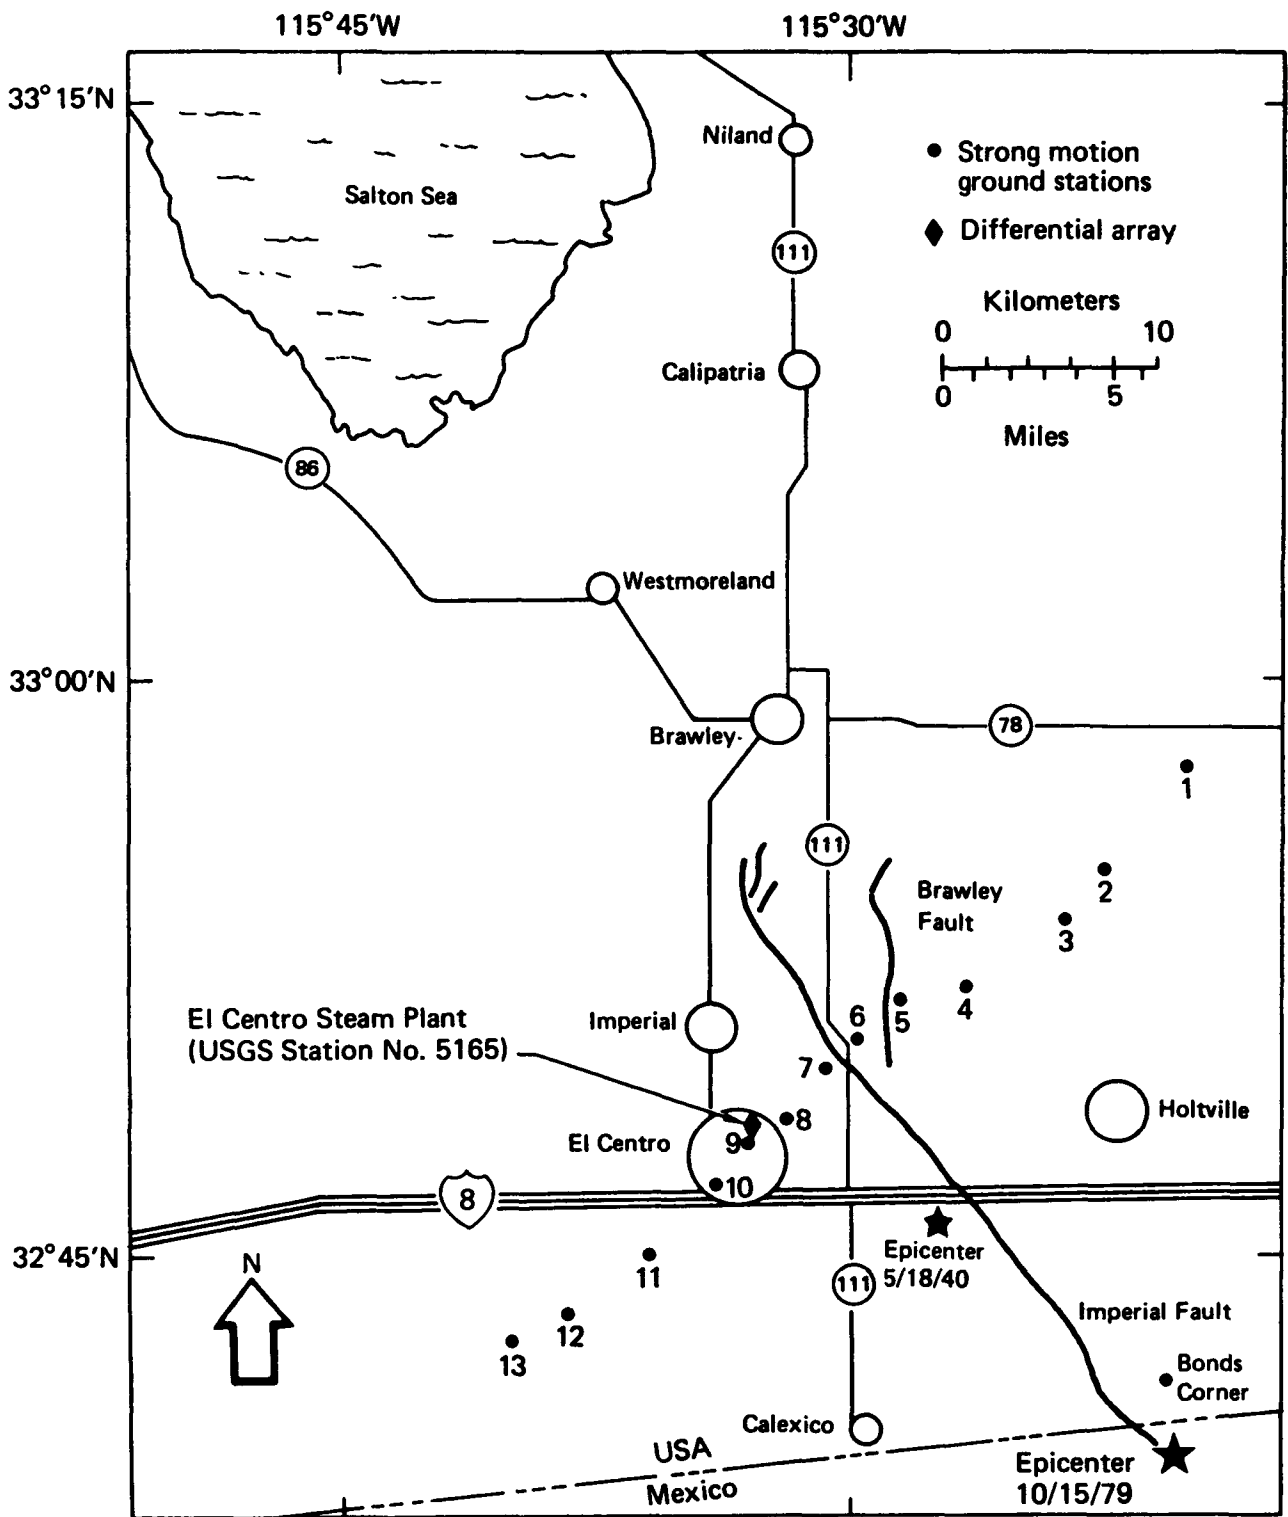 115°45'W
115°30'W
33°15'N
Niland
Strong motion
ground stations
Salton Sea
Differential array
111
Kilometers
0 10
Calipatria
0 5
Miles
86
Westmoreland
33°00'N
Brawley
78
1
111
2
Brawley
Fault
3
4
5
6
El Centro Steam Plant
(USGS Station No. 5165)
Imperial
7
8
Holtville
El Centro
9
10
8
32°45'N
N
11
Epicenter
5/18/40
111
12
13
Imperial Fault
Bonds
Corner
Calexico
USA
Mexico
Epicenter
10/15/79